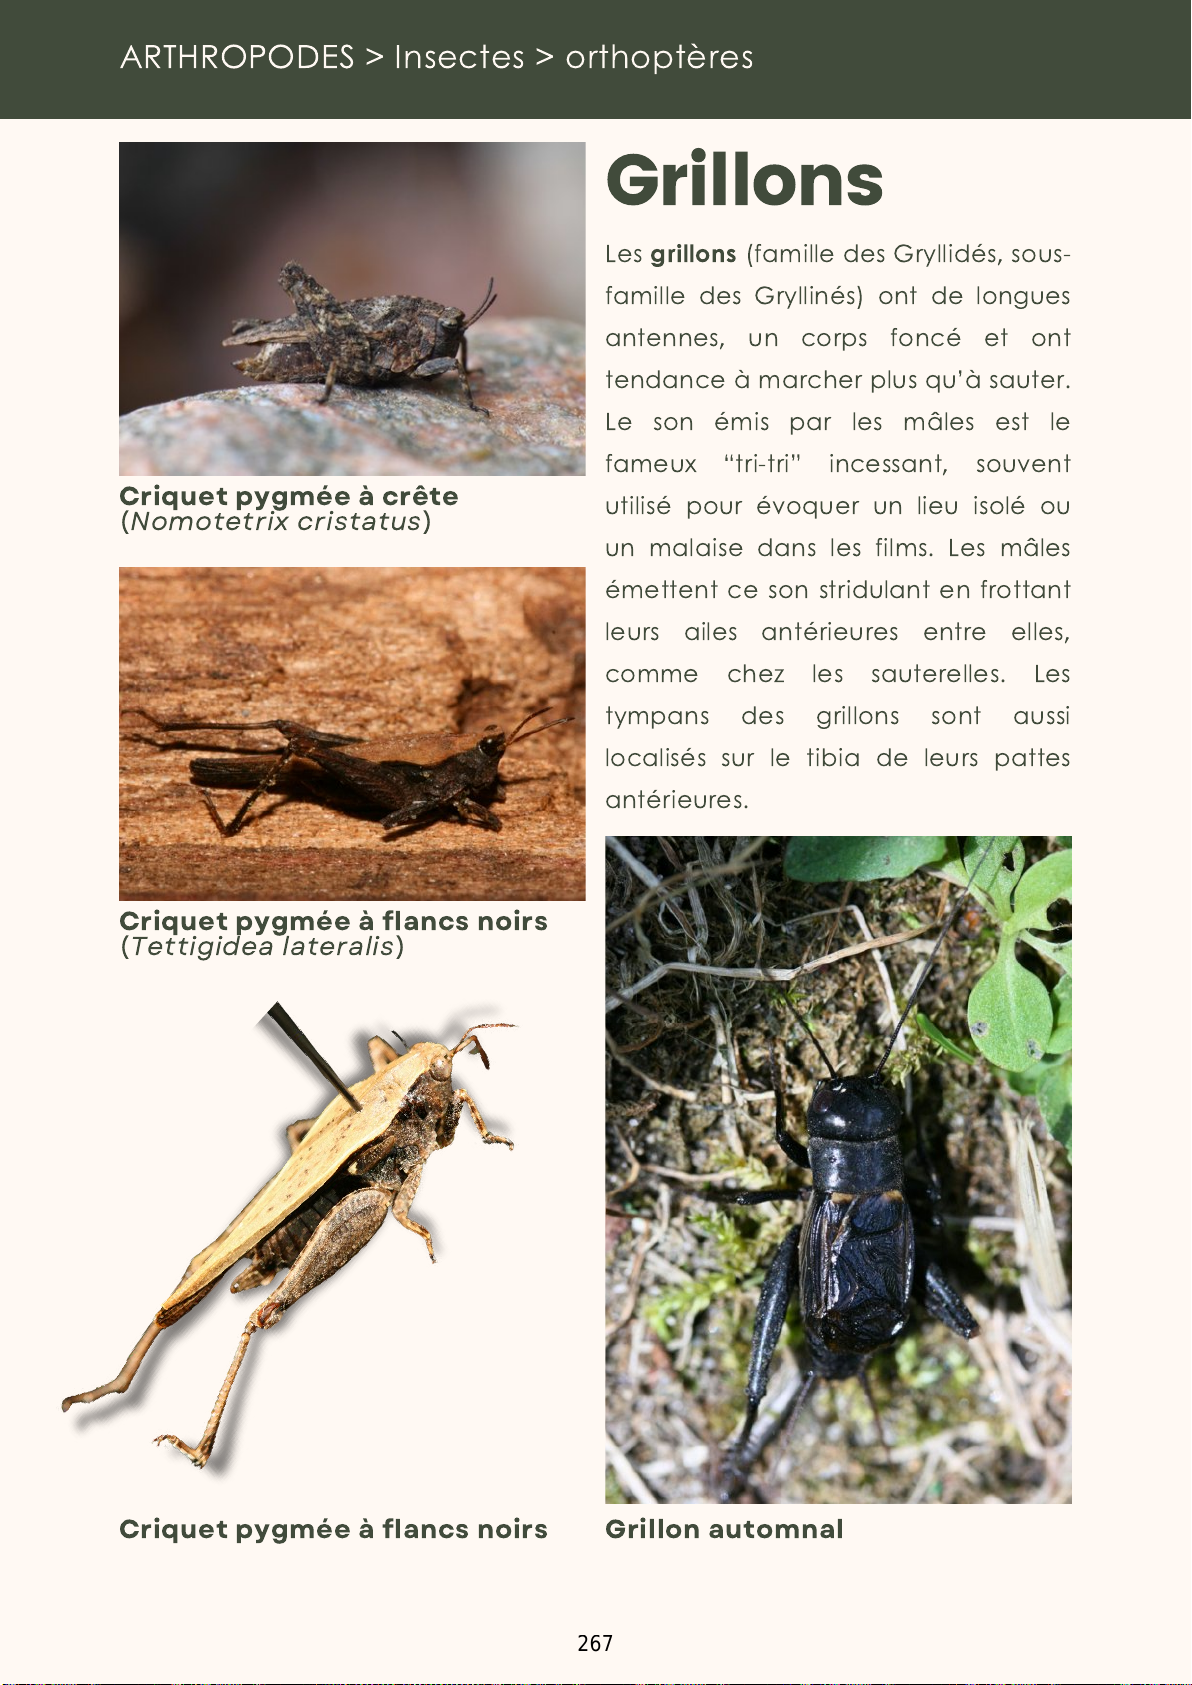 ARTHROPODES > Insectes > orthoptères
Criquet pygmée à crête
(Nomotetrix cristatus)
Criquet pygmée à flancs noirs
(Tettigidea lateralis)
Criquet pygmée à flancs noirs
Grillons
Les grillons (famille des Gryllidés, sous-
famille des Gryllinés) ont de longues
antennes, un corps foncé et ont
tendance à marcher plus qu’à sauter.
Le son émis par les mâles est le
fameux “tri-tri” incessant, souvent
utilisé pour évoquer un lieu isolé ou
un malaise dans les films. Les mâles
émettent ce son stridulant en frottant
leurs ailes antérieures entre elles,
comme chez les sauterelles. Les
tympans des grillons sont aussi
localisés sur le tibia de leurs pattes
antérieures.
Grillon automnal
267